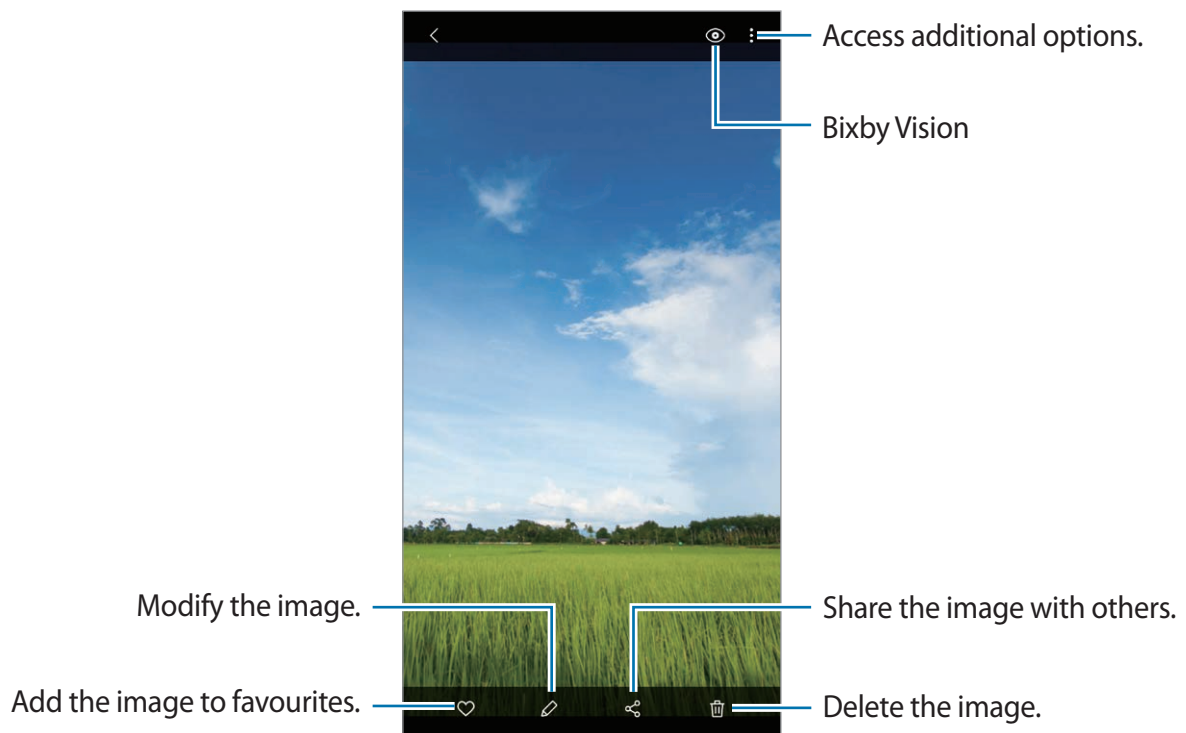 Access additional options.
Bixby Vision
Modify the image.
Share the image with others.
Add the image to favourites.
Delete the image.